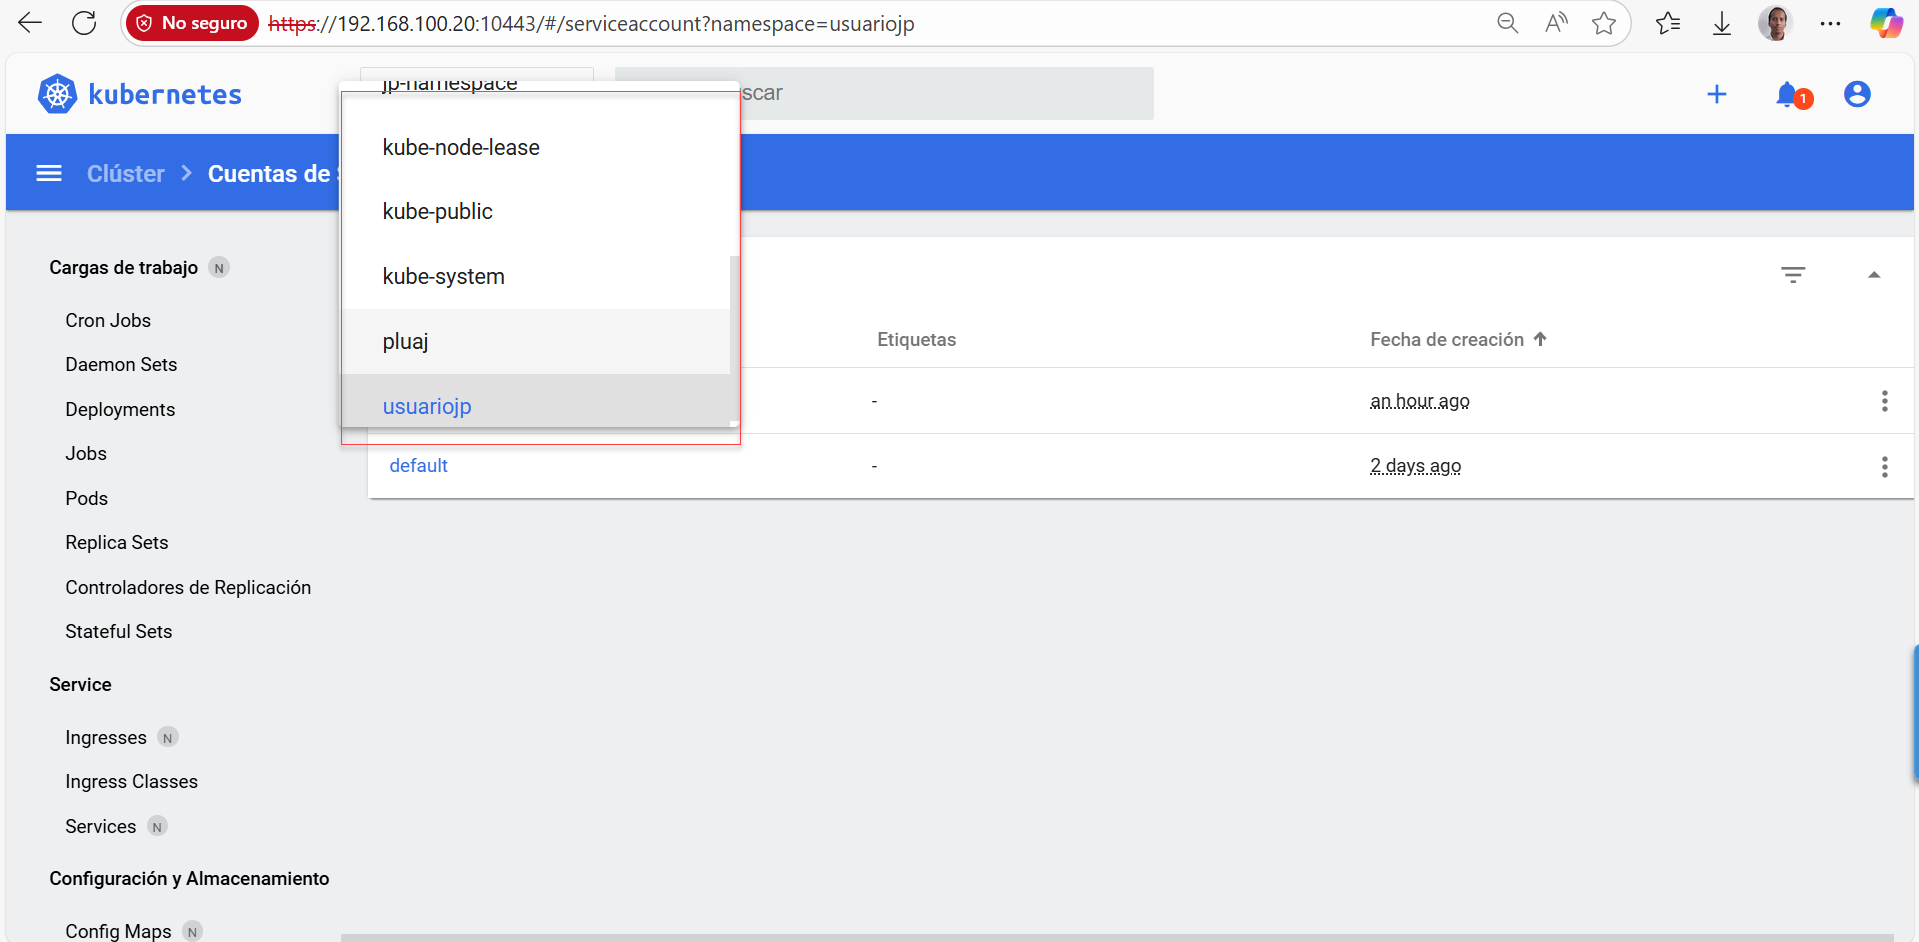 No seguro https://192.168.100.20:10443/#/serviceaccount?namespace=usuariojp
kubernetes
jp-namespace
scar
1
Clúster > Cuentas de
kube-node-lease
kube-public
kube-system
pluaj
usuariojp
Cargas de trabajo N
Cron Jobs
Daemon Sets
Deployments
Jobs
Pods
Replica Sets
Controladores de Replicación
Stateful Sets
Service
Ingresses N
Ingress Classes
Services N
Configuración y Almacenamiento
Config Maps N
Etiquetas Fecha de creación
- an hour ago
default - 2 days ago